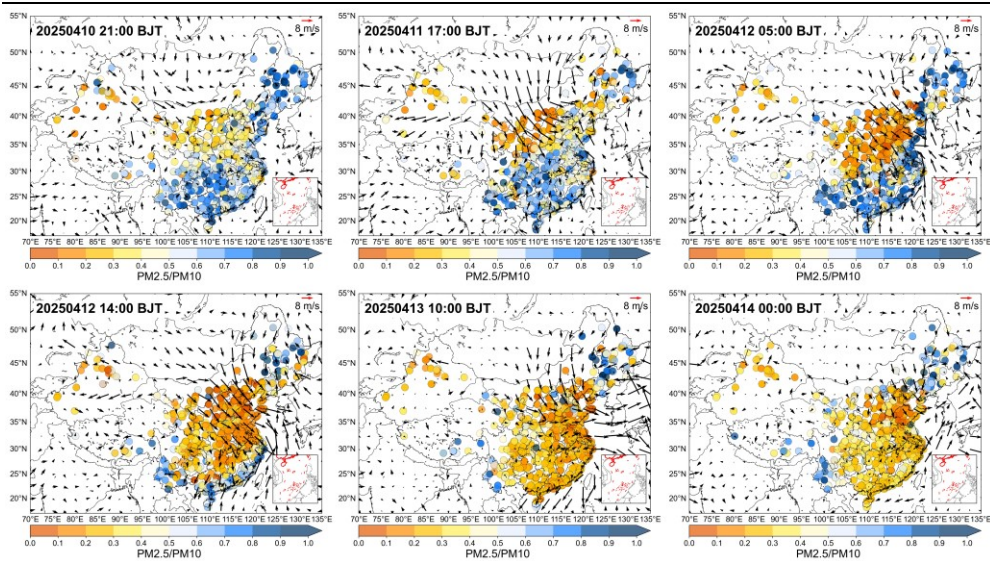 20250410 21:00 BJT
8 m/s
55°N
50°N
45°N
40°N
35°N
30°N
25°N
20°N
70°E 75°E 80°E 85°E 90°E 95°E 100°E 105°E 110°E 115°E 120°E 125°E 130°E 135°E
0.0 0.1 0.2 0.3 0.4 0.5 0.6 0.7 0.8 0.9 1.0
PM2.5/PM10
20250411 17:00 BJT
8 m/s
55°N
50°N
45°N
40°N
35°N
30°N
25°N
20°N
70°E 75°E 80°E 85°E 90°E 95°E 100°E 105°E 110°E 115°E 120°E 125°E 130°E 135°E
0.0 0.1 0.2 0.3 0.4 0.5 0.6 0.7 0.8 0.9 1.0
PM2.5/PM10
20250412 05:00 BJT
8 m/s
55°N
50°N
45°N
40°N
35°N
30°N
25°N
20°N
70°E 75°E 80°E 85°E 90°E 95°E 100°E 105°E 110°E 115°E 120°E 125°E 130°E 135°E
0.0 0.1 0.2 0.3 0.4 0.5 0.6 0.7 0.8 0.9 1.0
PM2.5/PM10
20250412 14:00 BJT
8 m/s
55°N
50°N
45°N
40°N
35°N
30°N
25°N
20°N
70°E 75°E 80°E 85°E 90°E 95°E 100°E 105°E 110°E 115°E 120°E 125°E 130°E 135°E
0.0 0.1 0.2 0.3 0.4 0.5 0.6 0.7 0.8 0.9 1.0
PM2.5/PM10
20250413 10:00 BJT
8 m/s
55°N
50°N
45°N
40°N
35°N
30°N
25°N
20°N
70°E 75°E 80°E 85°E 90°E 95°E 100°E 105°E 110°E 115°E 120°E 125°E 130°E 135°E
0.0 0.1 0.2 0.3 0.4 0.5 0.6 0.7 0.8 0.9 1.0
PM2.5/PM10
20250414 00:00 BJT
8 m/s
55°N
50°N
45°N
40°N
35°N
30°N
25°N
20°N
70°E 75°E 80°E 85°E 90°E 95°E 100°E 105°E 110°E 115°E 120°E 125°E 130°E 135°E
0.0 0.1 0.2 0.3 0.4 0.5 0.6 0.7 0.8 0.9 1.0
PM2.5/PM10